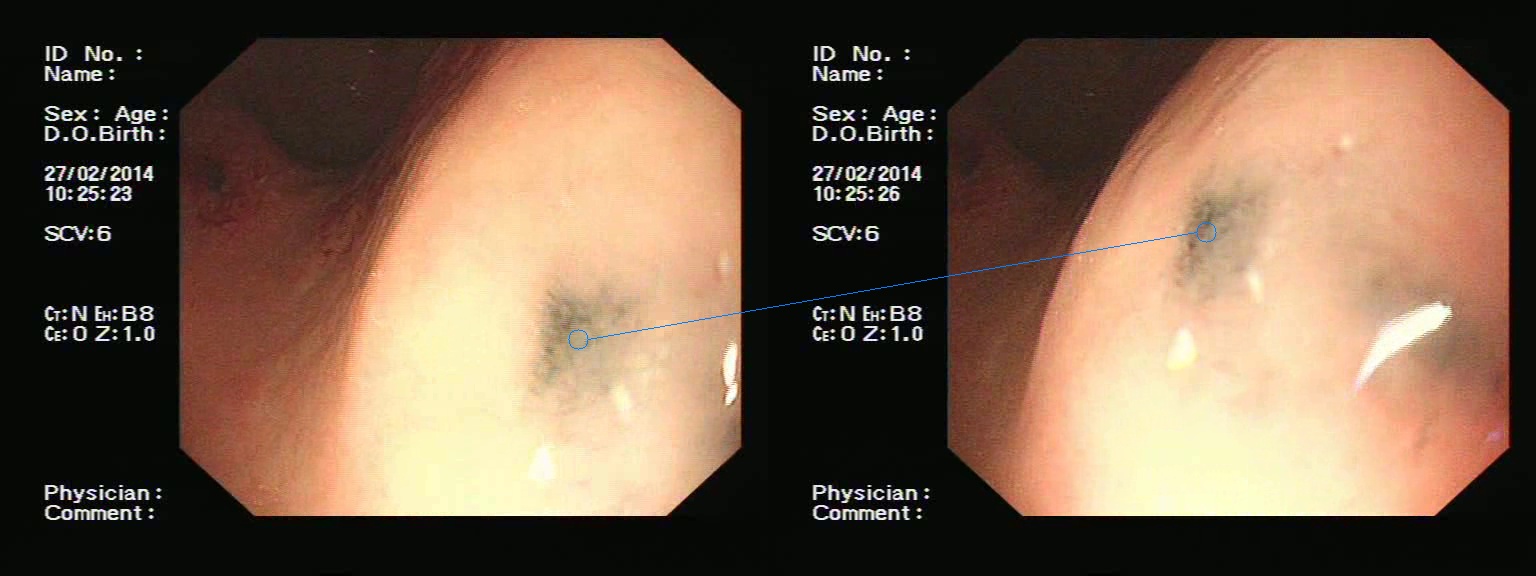 ID No. :
Name:
Sex: Age:
D.O.Birth:
27/02/2014
10:25:23
SCV:6
CT:N EH:B8
CE:0 Z:1.0
Physician:
Comment:
ID No. :
Name:
Sex: Age:
D.O.Birth:
27/02/2014
10:25:26
SCV:6
CT:N EH:B8
CE:0 Z:1.0
Physician:
Comment: